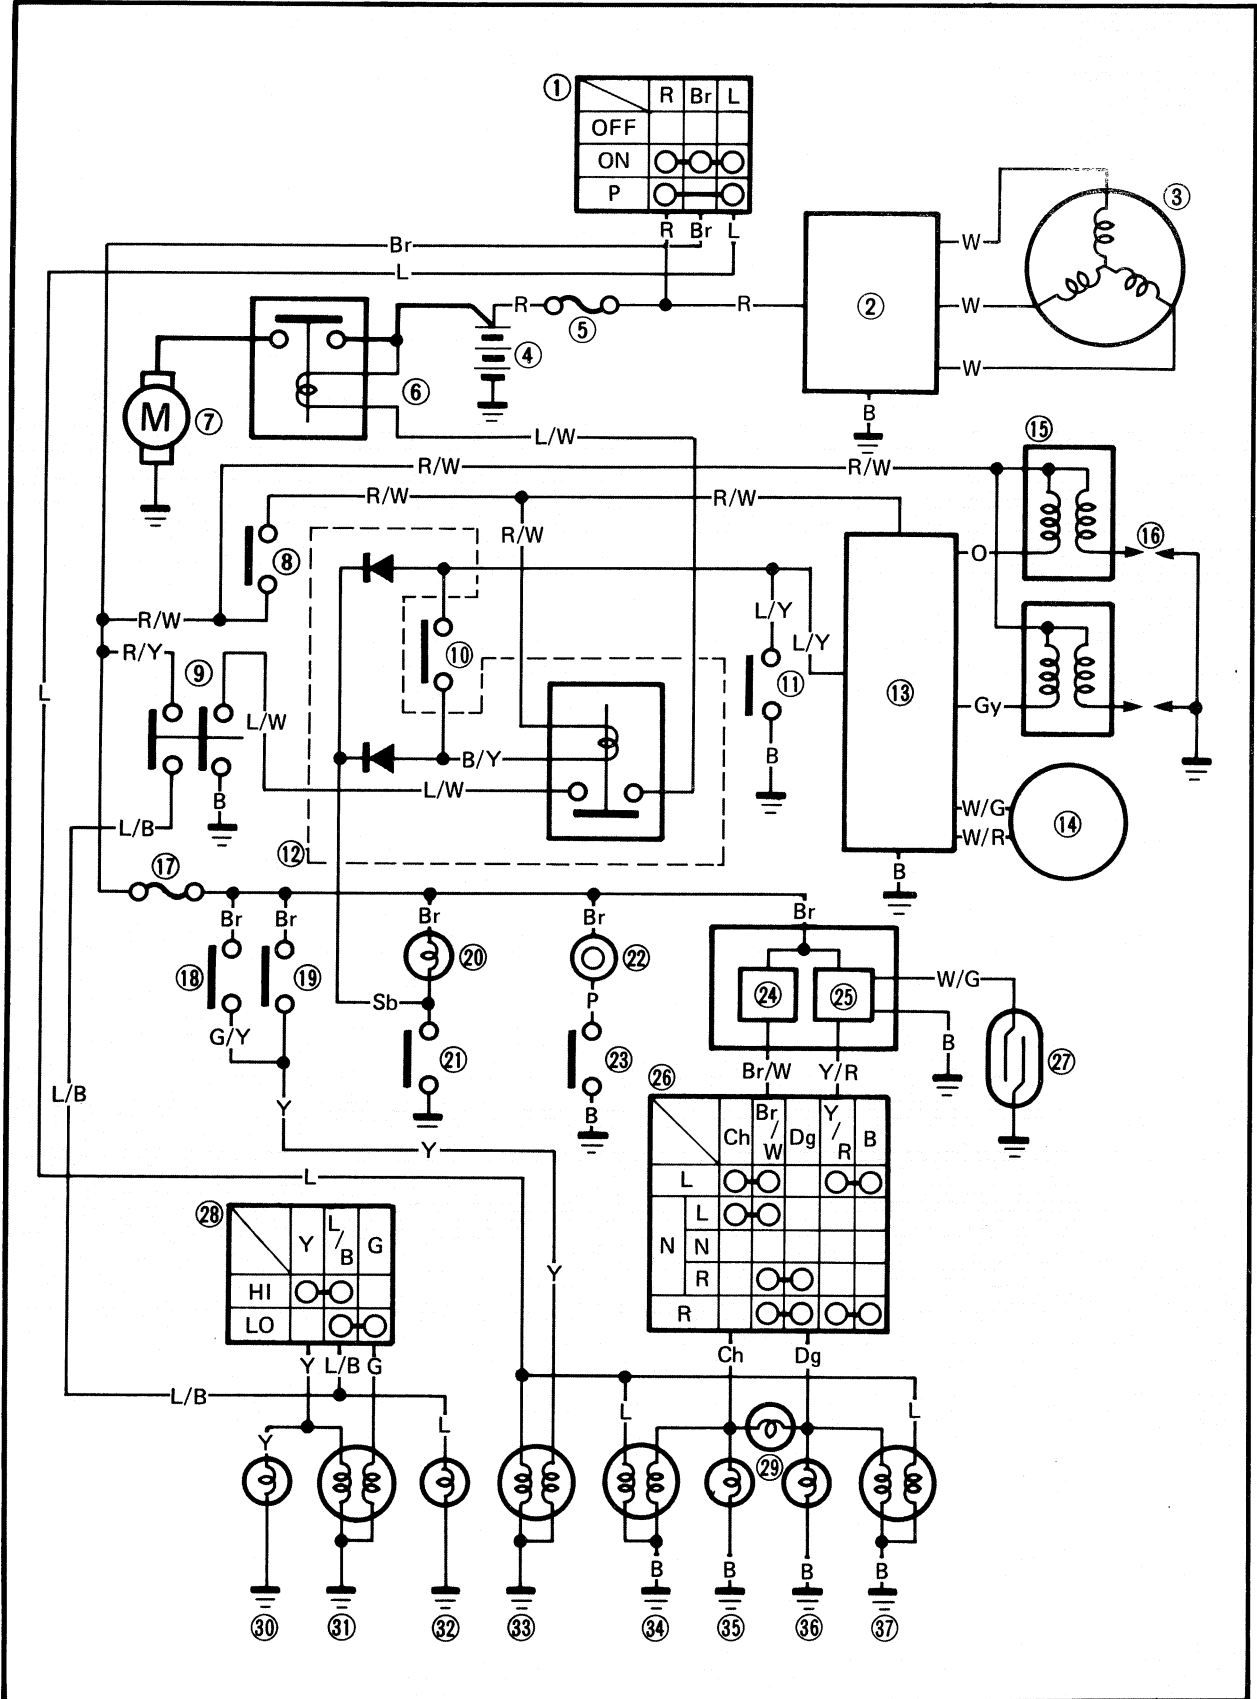 ① R Br L
OFF
ON
P
R Br L
③
Br
L
W
R ⑤ R
②
W
④
W
⑥
M ⑦
B
L/W
⑮
R/W R/W
R/W R/W
R/W
⑧
O ⑯
L/Y
L/Y
R/W
R/Y
⑩
⑨
⑪
⑬
L
L/W
Gy
B/Y
B
L/W
B
W/G
⑭
L/B
W/R
⑫
⑰
B
Br Br Br Br Br
⑱ ⑲ ⑳ ㉒
㉔ ㉕
W/G
Sb P
G/Y
B
㉑ ㉓
㉗
Br/W Y/R
㉖
L/B
Y
B
Ch Br/W Dg Y/R B
Y
L
L
㉘
N L
N
R
R
Y L/B G
HI
LO
Y
Y L/B G
Ch Dg
L/B
L
L
L
Y
㉙
B B B B
㉚ ㉛ ㉜ ㉝ ㉞ ㉟ ㊱ ㊲